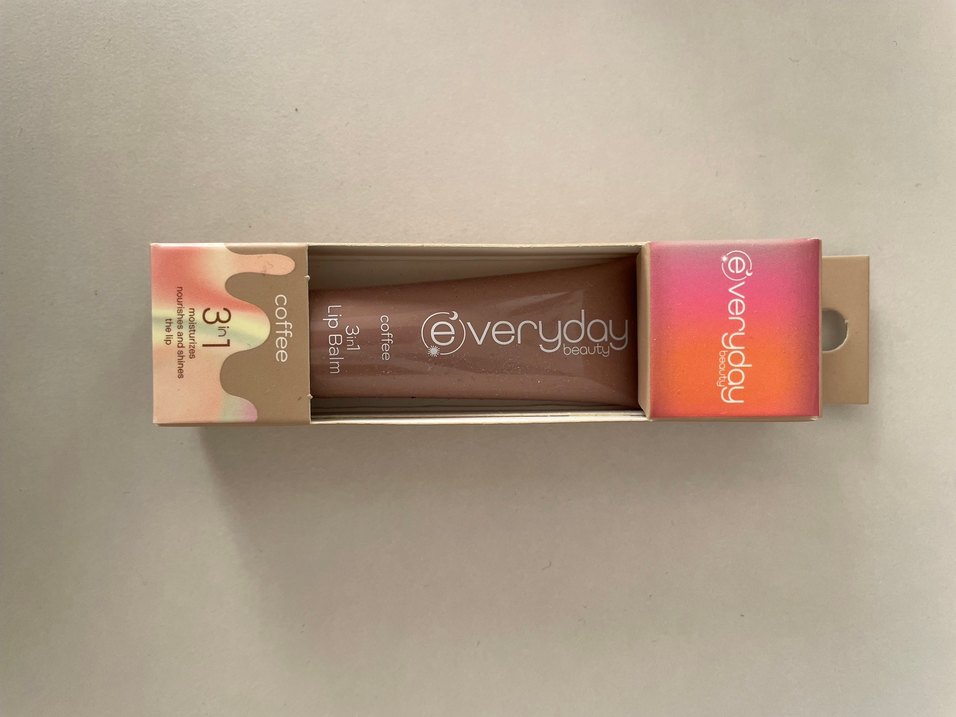 everyday
beauty
everyday
beauty
coffee
3in1
Lip Balm
coffee
3in1
moisturizes
nourishes and shines
the lip